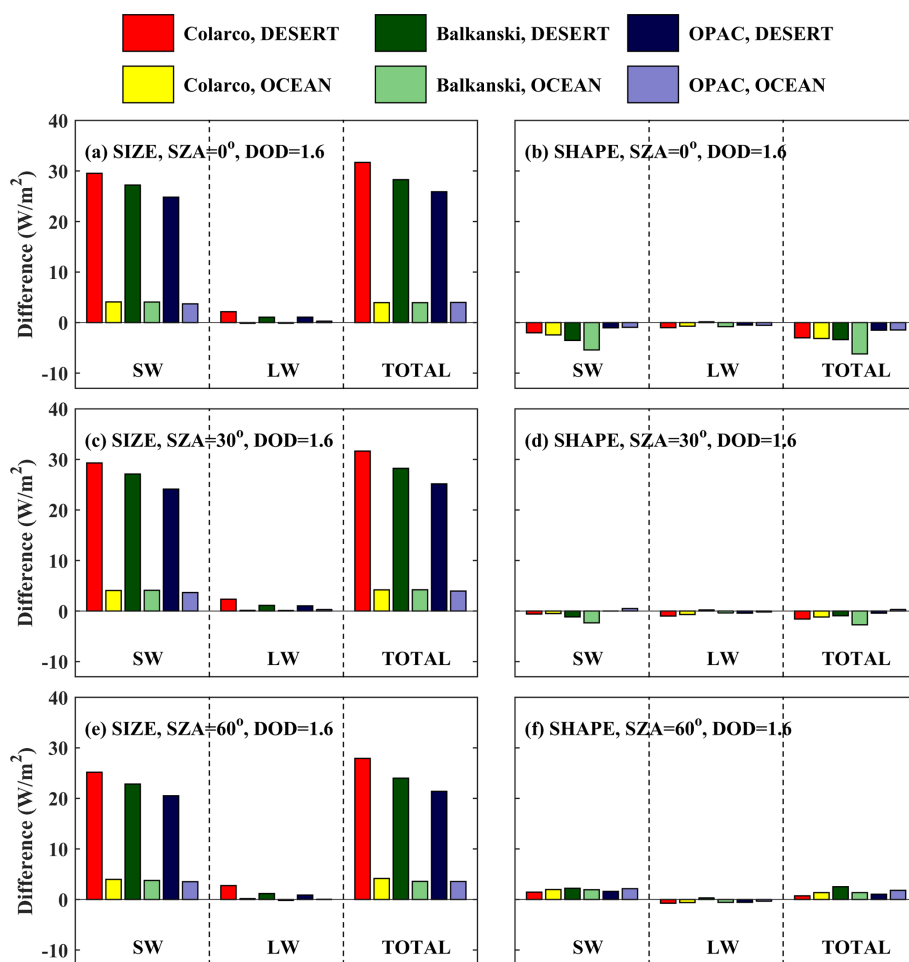 Colarco, DESERT Balkanski, DESERT OPAC, DESERT
Colarco, OCEAN Balkanski, OCEAN OPAC, OCEAN
Difference (W/m²)
40
30
20
10
0
-10
(a) SIZE, SZA=0°, DOD=1.6
SW LW TOTAL
(b) SHAPE, SZA=0°, DOD=1.6
SW LW TOTAL
Difference (W/m²)
40
30
20
10
0
-10
(c) SIZE, SZA=30°, DOD=1.6
SW LW TOTAL
(d) SHAPE, SZA=30°, DOD=1.6
SW LW TOTAL
Difference (W/m²)
40
30
20
10
0
-10
(e) SIZE, SZA=60°, DOD=1.6
SW LW TOTAL
(f) SHAPE, SZA=60°, DOD=1.6
SW LW TOTAL